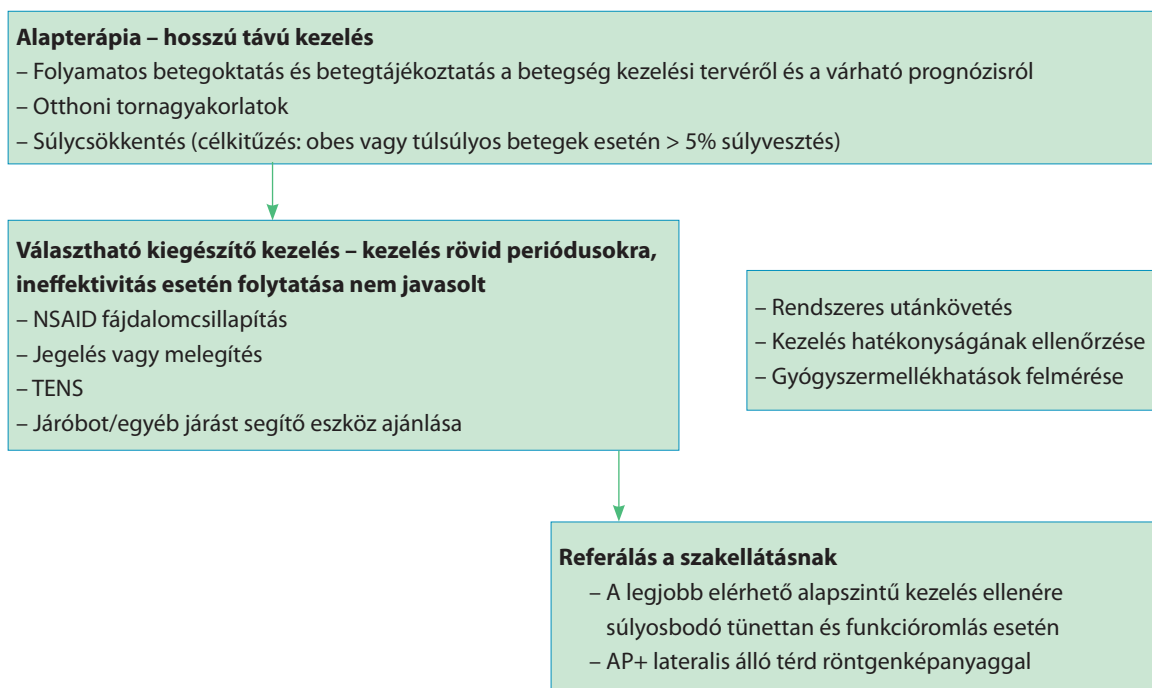 Alapterápia – hosszú távú kezelés
– Folyamatos betegoktatás és betegtájékoztatás a betegség kezelési tervéről és a várható prognózisról
– Otthoni tornagyakorlatok
– Súlycsökkentés (célkitűzés: obes vagy túlsúlyos betegek esetén > 5% súlyvesztés)
Választható kiegészítő kezelés – kezelés rövid periódusokra,
ineffektivitás esetén folytatása nem javasolt
– NSAID fájdalomcsillapítás
– Jegelés vagy melegítés
– TENS
– Járóbot/egyéb járást segítő eszköz ajánlása
– Rendszeres utánkövetés
– Kezelés hatékonyságának ellenőrzése
– Gyógyszermellékhatások felmérése
Referálás a szakellátásnak
– A legjobb elérhető alapszintű kezelés ellenére
súlyosbodó tünettan és funkcióromlás esetén
– AP+ lateralis álló térd röntgenképanyaggal